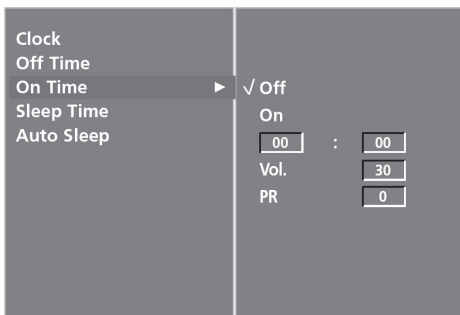 Clock
Off Time
On Time ►
Sleep Time
Auto Sleep
√ Off
On
00 : 00
Vol. 30
PR 0